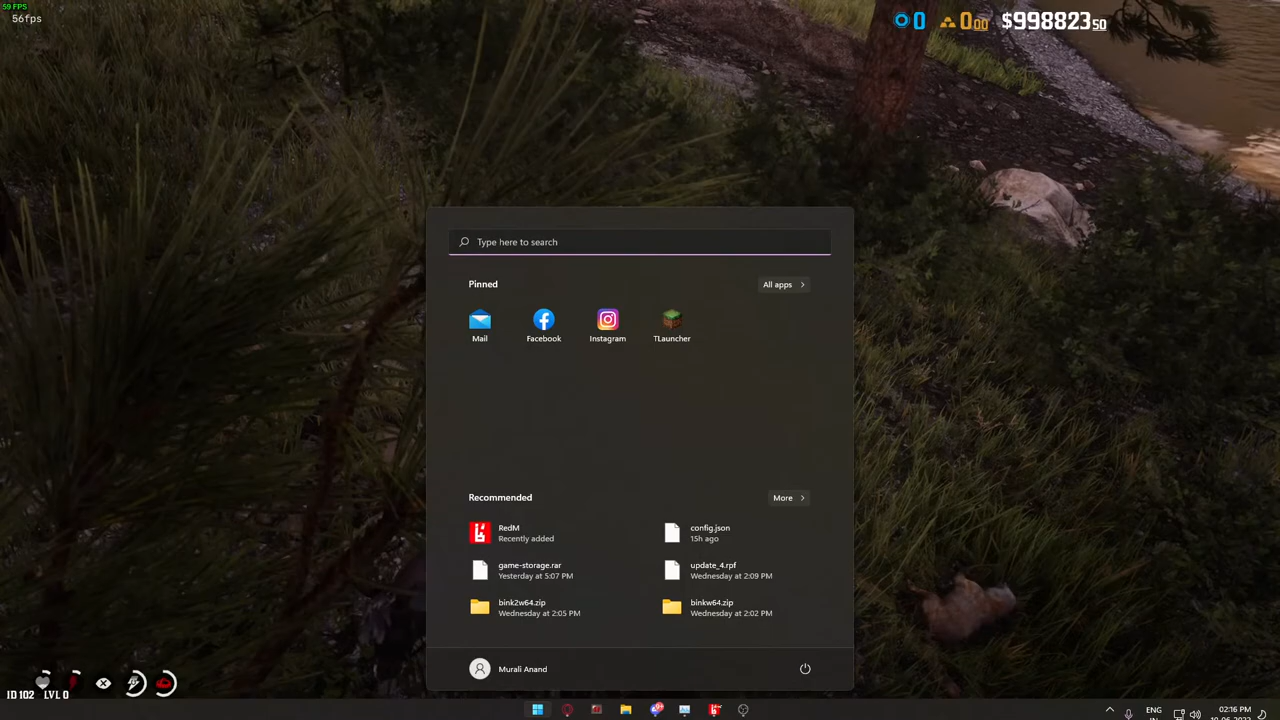 59 FPS
56fps
0
0 00
$998823 50
Type here to search
Pinned
All apps
Mail
Facebook
Instagram
TLauncher
Recommended
More
RedM
Recently added
config.json
15h ago
game-storage.rar
Yesterday at 5:07 PM
update_4.rpf
Wednesday at 2:09 PM
bink2w64.zip
Wednesday at 2:05 PM
binkw64.zip
Wednesday at 2:02 PM
Murali Anand
ID 102 LVL 0
ENG
IN
02:16 PM